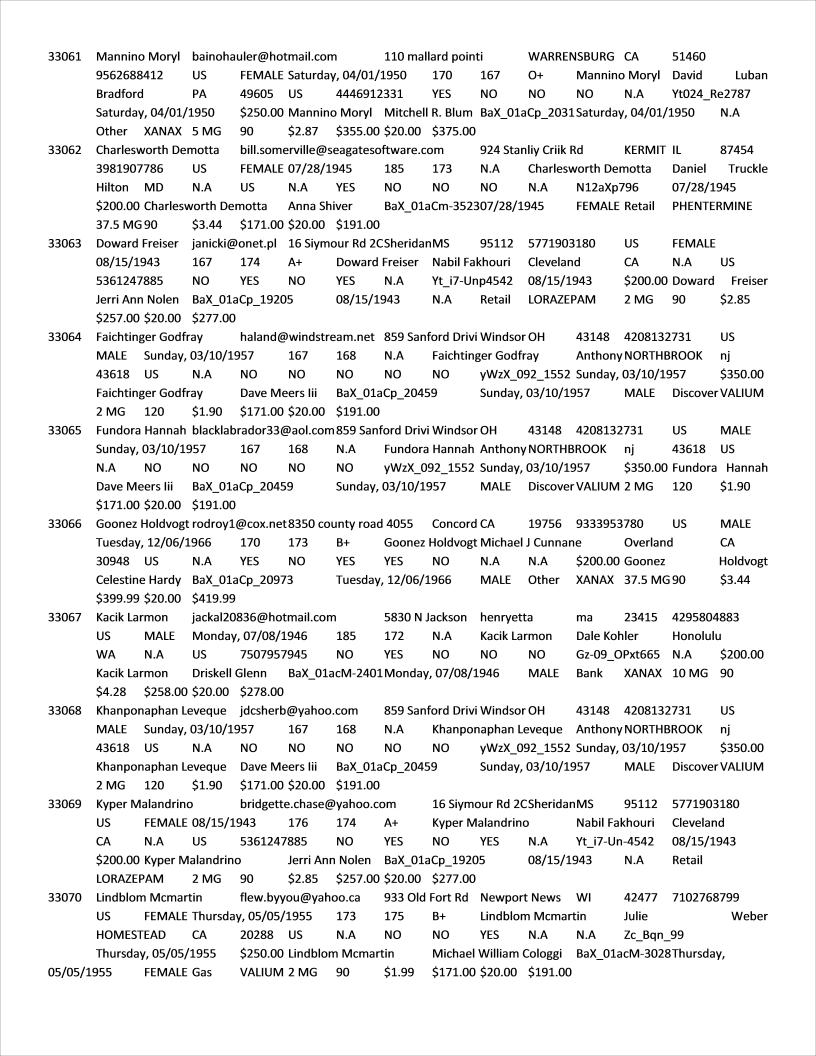 33061 Mannino Moryl bainohauler@hotmail.com 110 mallard pointi WARRENSBURG CA 51460
9562688412 US FEMALE Saturday, 04/01/1950 170 167 O+ Mannino Moryl David Luban
Bradford PA 49605 US 4446912331 YES NO NO NO N.A Yt024_Re2787
Saturday, 04/01/1950 $250.00 Mannino Moryl Mitchell R. Blum BaX_01aCp_2031 Saturday, 04/01/1950 N.A
Other XANAX 5 MG 90 $2.87 $355.00 $20.00 $375.00
33062 Charlesworth Demotta bill.somerville@seagatesoftware.com 924 Stanliy Criik Rd KERMIT IL 87454
3981907786 US FEMALE 07/28/1945 185 173 N.A Charlesworth Demotta Daniel Truckle
Hilton MD N.A US N.A YES NO NO NO N.A N12aXp796 07/28/1945
$200.00 Charlesworth Demotta Anna Shiver BaX_01aCm-3523 07/28/1945 FEMALE Retail PHENTERMINE
37.5 MG 90 $3.44 $171.00 $20.00 $191.00
33063 Doward Freiser janicki@onet.pl 16 Siymour Rd 2C Sheridan MS 95112 5771903180 US FEMALE
08/15/1943 167 174 A+ Doward Freiser Nabil Fakhouri Cleveland CA N.A US
5361247885 NO YES NO YES N.A Yt_i7-Unp4542 08/15/1943 $200.00 Doward Freiser
Jerri Ann Nolen BaX_01aCp_19205 08/15/1943 N.A Retail LORAZEPAM 2 MG 90 $2.85
$257.00 $20.00 $277.00
33064 Faichtinger Godfray haland@windstream.net 859 Sanford Drivi Windsor OH 43148 4208132731 US
MALE Sunday, 03/10/1957 167 168 N.A Faichtinger Godfray Anthony NORTHBROOK nj
43618 US N.A NO NO NO NO NO yWzX_092_1552 Sunday, 03/10/1957 $350.00
Faichtinger Godfray Dave Meers Iii BaX_01aCp_20459 Sunday, 03/10/1957 MALE Discover VALIUM
2 MG 120 $1.90 $171.00 $20.00 $191.00
33065 Fundora Hannah blacklabrador33@aol.com 859 Sanford Drivi Windsor OH 43148 4208132731 US MALE
Sunday, 03/10/1957 167 168 N.A Fundora Hannah Anthony NORTHBROOK nj 43618 US
N.A NO NO NO NO NO yWzX_092_1552 Sunday, 03/10/1957 $350.00 Fundora Hannah
Dave Meers Iii BaX_01aCp_20459 Sunday, 03/10/1957 MALE Discover VALIUM 2 MG 120 $1.90
$171.00 $20.00 $191.00
33066 Goonez Holdvogt rodroy1@cox.net 8350 county road 4055 Concord CA 19756 9333953780 US MALE
Tuesday, 12/06/1966 170 173 B+ Goonez Holdvogt Michael J Cunnane Overland CA
30948 US N.A YES NO YES YES NO N.A N.A $200.00 Goonez Holdvogt
Celestine Hardy BaX_01aCp_20973 Tuesday, 12/06/1966 MALE Other XANAX 37.5 MG 90 $3.44
$399.99 $20.00 $419.99
33067 Kacik Larmon jackal20836@hotmail.com 5830 N Jackson henryetta ma 23415 4295804883
US MALE Monday, 07/08/1946 185 172 N.A Kacik Larmon Dale Kohler Honolulu
WA N.A US 7507957945 NO YES NO NO NO Gz-09_OPxt665 N.A $200.00
Kacik Larmon Driskell Glenn BaX_01acM-2401 Monday, 07/08/1946 MALE Bank XANAX 10 MG 90
$4.28 $258.00 $20.00 $278.00
33068 Khanponaphan Leveque jdcsherb@yahoo.com 859 Sanford Drivi Windsor OH 43148 4208132731 US
MALE Sunday, 03/10/1957 167 168 N.A Khanponaphan Leveque Anthony NORTHBROOK nj
43618 US N.A NO NO NO NO NO yWzX_092_1552 Sunday, 03/10/1957 $350.00
Khanponaphan Leveque Dave Meers Iii BaX_01aCp_20459 Sunday, 03/10/1957 MALE Discover VALIUM
2 MG 120 $1.90 $171.00 $20.00 $191.00
33069 Kyper Malandrino bridgette.chase@yahoo.com 16 Siymour Rd 2C Sheridan MS 95112 5771903180
US FEMALE 08/15/1943 176 174 A+ Kyper Malandrino Nabil Fakhouri Cleveland
CA N.A US 5361247885 NO YES NO YES N.A Yt_i7-Un-4542 08/15/1943
$200.00 Kyper Malandrino Jerri Ann Nolen BaX_01aCp_19205 08/15/1943 N.A Retail
LORAZEPAM 2 MG 90 $2.85 $257.00 $20.00 $277.00
33070 Lindblom Mcmartin flew.byyou@yahoo.ca 933 Old Fort Rd Newport News WI 42477 7102768799
US FEMALE Thursday, 05/05/1955 173 175 B+ Lindblom Mcmartin Julie Weber
HOMESTEAD CA 20288 US N.A NO NO YES N.A N.A Zc_Bqn_99
Thursday, 05/05/1955 $250.00 Lindblom Mcmartin Michael William Cologgi BaX_01acM-3028 Thursday,
05/05/1955 FEMALE Gas VALIUM 2 MG 90 $1.99 $171.00 $20.00 $191.00